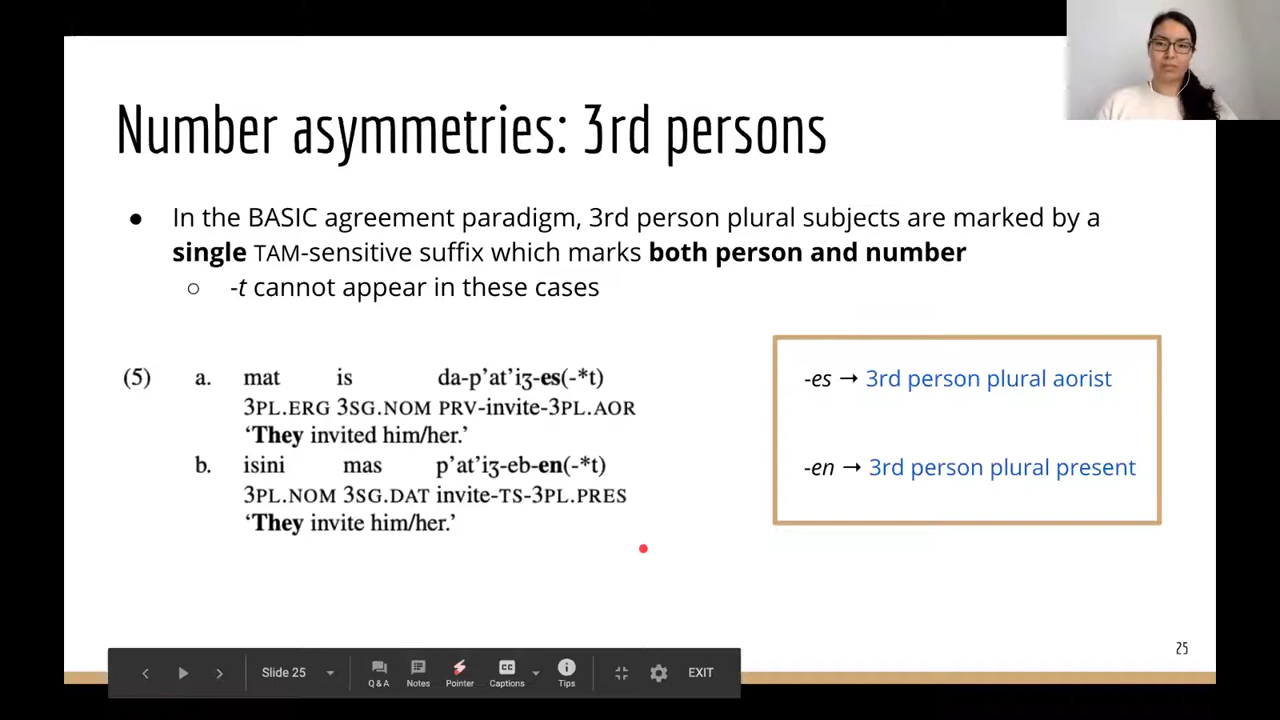 Number asymmetries: 3rd persons
● In the BASIC agreement paradigm, 3rd person plural subjects are marked by a
single TAM-sensitive suffix which marks both person and number
○ -t cannot appear in these cases
(5) a. mat is da-p’at’iʒ-es(-*t)
3PL.ERG 3SG.NOM PRV-invite-3PL.AOR
‘They invited him/her.’
b. isini mas p’at’iʒ-eb-en(-*t)
3PL.NOM 3SG.DAT invite-TS-3PL.PRES
‘They invite him/her.’
-es → 3rd person plural aorist
-en → 3rd person plural present
25
Slide 25 Q&A Notes Pointer CC Captions Tips EXIT